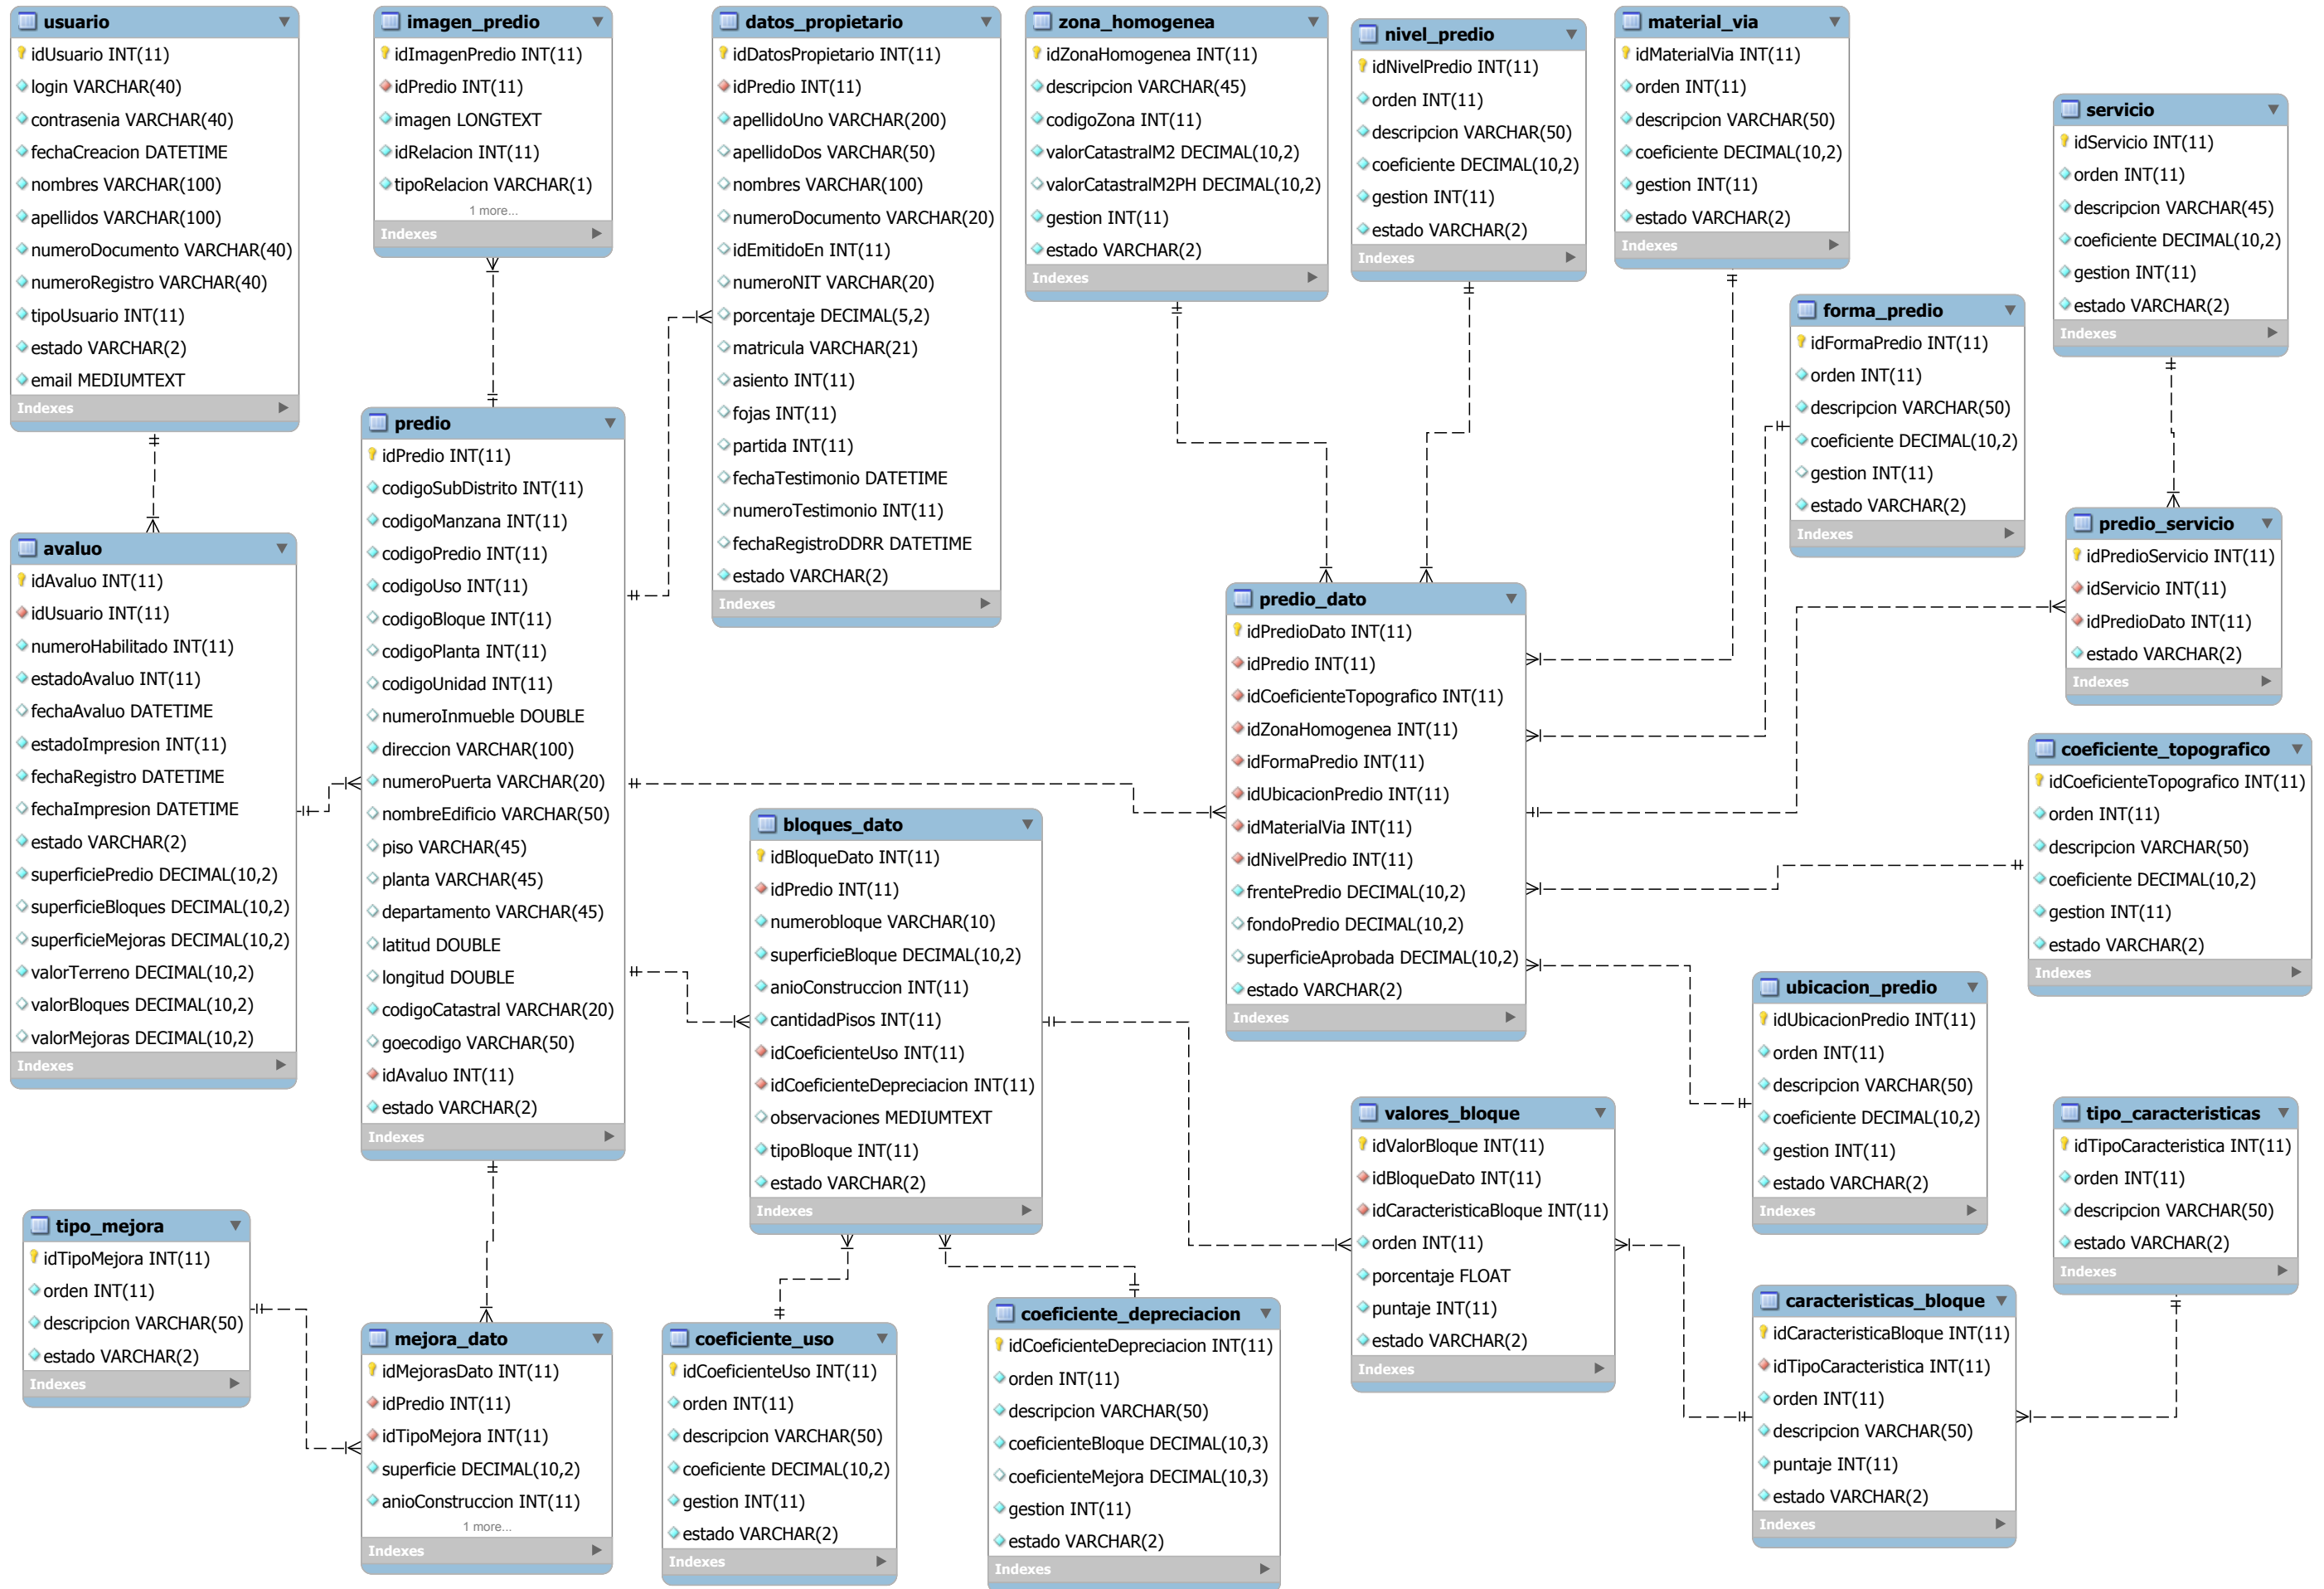 usuario
idUsuario INT(11)
login VARCHAR(40)
contrasenia VARCHAR(40)
fechaCreacion DATETIME
nombres VARCHAR(100)
apellidos VARCHAR(100)
numeroDocumento VARCHAR(40)
numeroRegistro VARCHAR(40)
tipoUsuario INT(11)
estado VARCHAR(2)
email MEDIUMTEXT
Indexes
imagen_predio
idImagenPredio INT(11)
idPredio INT(11)
imagen LONGTEXT
idRelacion INT(11)
tipoRelacion VARCHAR(1)
1 more...
Indexes
datos_propietario
idDatosPropietario INT(11)
idPredio INT(11)
apellidoUno VARCHAR(200)
apellidoDos VARCHAR(50)
nombres VARCHAR(100)
numeroDocumento VARCHAR(20)
idEmitidoEn INT(11)
numeroNIT VARCHAR(20)
porcentaje DECIMAL(5,2)
matricula VARCHAR(21)
asiento INT(11)
fojas INT(11)
partida INT(11)
fechaTestimonio DATETIME
numeroTestimonio INT(11)
fechaRegistroDDRR DATETIME
estado VARCHAR(2)
Indexes
zona_homogenea
idZonaHomogenea INT(11)
descripcion VARCHAR(45)
codigoZona INT(11)
valorCatastralM2 DECIMAL(10,2)
valorCatastralM2PH DECIMAL(10,2)
gestion INT(11)
estado VARCHAR(2)
Indexes
nivel_predio
idNivelPredio INT(11)
orden INT(11)
descripcion VARCHAR(50)
coeficiente DECIMAL(10,2)
gestion INT(11)
estado VARCHAR(2)
Indexes
material_via
idMaterialVia INT(11)
orden INT(11)
descripcion VARCHAR(50)
coeficiente DECIMAL(10,2)
gestion INT(11)
estado VARCHAR(2)
Indexes
servicio
idServicio INT(11)
orden INT(11)
descripcion VARCHAR(45)
coeficiente DECIMAL(10,2)
gestion INT(11)
estado VARCHAR(2)
Indexes
forma_predio
idFormaPredio INT(11)
orden INT(11)
descripcion VARCHAR(50)
coeficiente DECIMAL(10,2)
gestion INT(11)
estado VARCHAR(2)
Indexes
predio
idPredio INT(11)
codigoSubDistrito INT(11)
codigoManzana INT(11)
codigoPredio INT(11)
codigoUso INT(11)
codigoBloque INT(11)
codigoPlanta INT(11)
codigoUnidad INT(11)
numeroInmueble DOUBLE
direccion VARCHAR(100)
numeroPuerta VARCHAR(20)
nombreEdificio VARCHAR(50)
piso VARCHAR(45)
planta VARCHAR(45)
departamento VARCHAR(45)
latitud DOUBLE
longitud DOUBLE
codigoCatastral VARCHAR(20)
goecodigo VARCHAR(50)
idAvaluo INT(11)
estado VARCHAR(2)
Indexes
avaluo
idAvaluo INT(11)
idUsuario INT(11)
numeroHabilitado INT(11)
estadoAvaluo INT(11)
fechaAvaluo DATETIME
estadoImpresion INT(11)
fechaRegistro DATETIME
fechaImpresion DATETIME
estado VARCHAR(2)
superficiePredio DECIMAL(10,2)
superficieBloques DECIMAL(10,2)
superficieMejoras DECIMAL(10,2)
valorTerreno DECIMAL(10,2)
valorBloques DECIMAL(10,2)
valorMejoras DECIMAL(10,2)
Indexes
predio_servicio
idPredioServicio INT(11)
idServicio INT(11)
idPredioDato INT(11)
estado VARCHAR(2)
Indexes
predio_dato
idPredioDato INT(11)
idPredio INT(11)
idCoeficienteTopografico INT(11)
idZonaHomogenea INT(11)
idFormaPredio INT(11)
idUbicacionPredio INT(11)
idMaterialVia INT(11)
idNivelPredio INT(11)
frentePredio DECIMAL(10,2)
fondoPredio DECIMAL(10,2)
superficieAprobada DECIMAL(10,2)
estado VARCHAR(2)
Indexes
coeficiente_topografico
idCoeficienteTopografico INT(11)
orden INT(11)
descripcion VARCHAR(50)
coeficiente DECIMAL(10,2)
gestion INT(11)
estado VARCHAR(2)
Indexes
bloques_dato
idBloqueDato INT(11)
idPredio INT(11)
numerobloque VARCHAR(10)
superficieBloque DECIMAL(10,2)
anioConstruccion INT(11)
cantidadPisos INT(11)
idCoeficienteUso INT(11)
idCoeficienteDepreciacion INT(11)
observaciones MEDIUMTEXT
tipoBloque INT(11)
estado VARCHAR(2)
Indexes
ubicacion_predio
idUbicacionPredio INT(11)
orden INT(11)
descripcion VARCHAR(50)
coeficiente DECIMAL(10,2)
gestion INT(11)
estado VARCHAR(2)
Indexes
valores_bloque
idValorBloque INT(11)
idBloqueDato INT(11)
idCaracteristicaBloque INT(11)
orden INT(11)
porcentaje FLOAT
puntaje INT(11)
estado VARCHAR(2)
Indexes
tipo_caracteristicas
idTipoCaracteristica INT(11)
orden INT(11)
descripcion VARCHAR(50)
estado VARCHAR(2)
Indexes
tipo_mejora
idTipoMejora INT(11)
orden INT(11)
descripcion VARCHAR(50)
estado VARCHAR(2)
Indexes
mejora_dato
idMejorasDato INT(11)
idPredio INT(11)
idTipoMejora INT(11)
superficie DECIMAL(10,2)
anioConstruccion INT(11)
1 more...
Indexes
coeficiente_uso
idCoeficienteUso INT(11)
orden INT(11)
descripcion VARCHAR(50)
coeficiente DECIMAL(10,2)
gestion INT(11)
estado VARCHAR(2)
Indexes
coeficiente_depreciacion
idCoeficienteDepreciacion INT(11)
orden INT(11)
descripcion VARCHAR(50)
coeficienteBloque DECIMAL(10,3)
coeficienteMejora DECIMAL(10,3)
gestion INT(11)
estado VARCHAR(2)
Indexes
caracteristicas_bloque
idCaracteristicaBloque INT(11)
idTipoCaracteristica INT(11)
orden INT(11)
descripcion VARCHAR(50)
puntaje INT(11)
estado VARCHAR(2)
Indexes